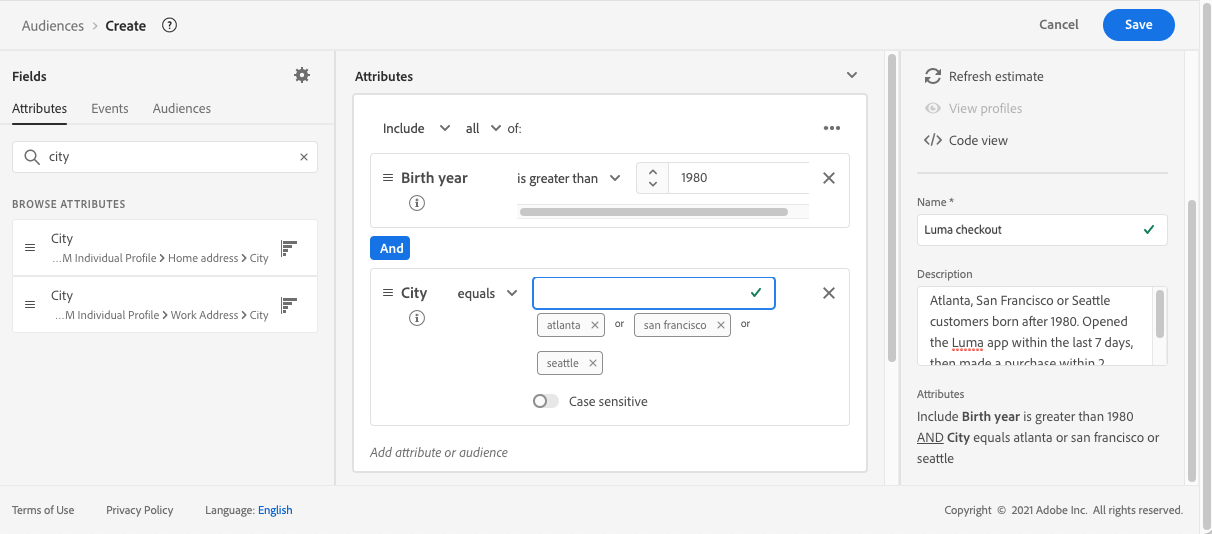 Audiences > Create
Cancel
Save
Fields
Attributes Events Audiences
city
BROWSE ATTRIBUTES
City
...M Individual Profile > Home address > City
City
...M Individual Profile > Work Address > City
Attributes
Include all of:
Birth year is greater than 1980
And
City equals
atlanta or san francisco or
seattle
Case sensitive
Add attribute or audience
Refresh estimate
View profiles
</> Code view
Name *
Luma checkout
Description
Atlanta, San Francisco or Seattle
customers born after 1980. Opened
the Luma app within the last 7 days,
then made a purchase within 2
Attributes
Include Birth year is greater than 1980
AND City equals atlanta or san francisco or
seattle
Terms of Use Privacy Policy Language: English
Copyright © 2021 Adobe Inc. All rights reserved.